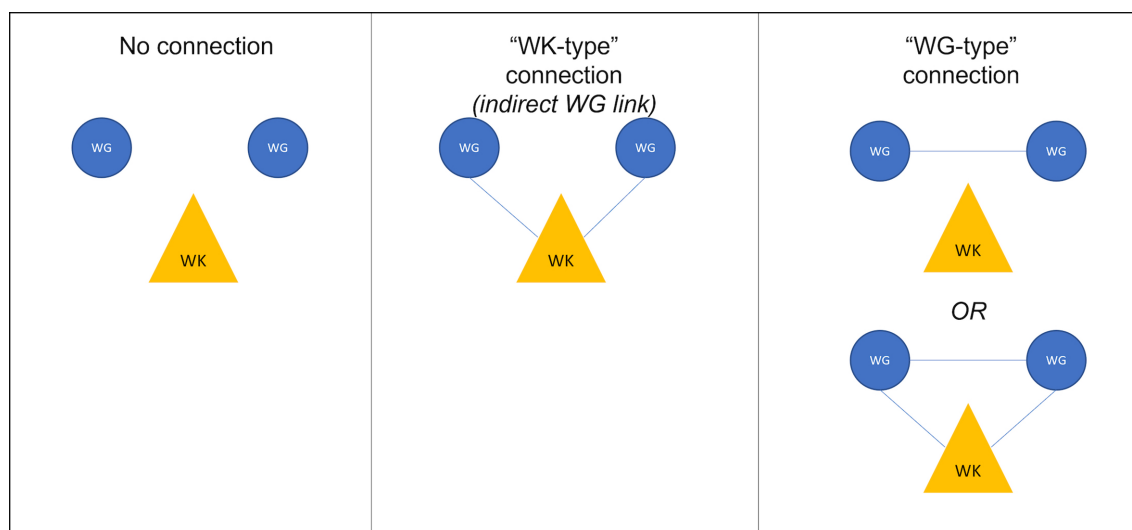 No connection
WG
WG
WK
“WK-type”
connection
(indirect WG link)
WG
WG
WK
“WG-type”
connection
WG
WG
WK
OR
WG
WG
WK